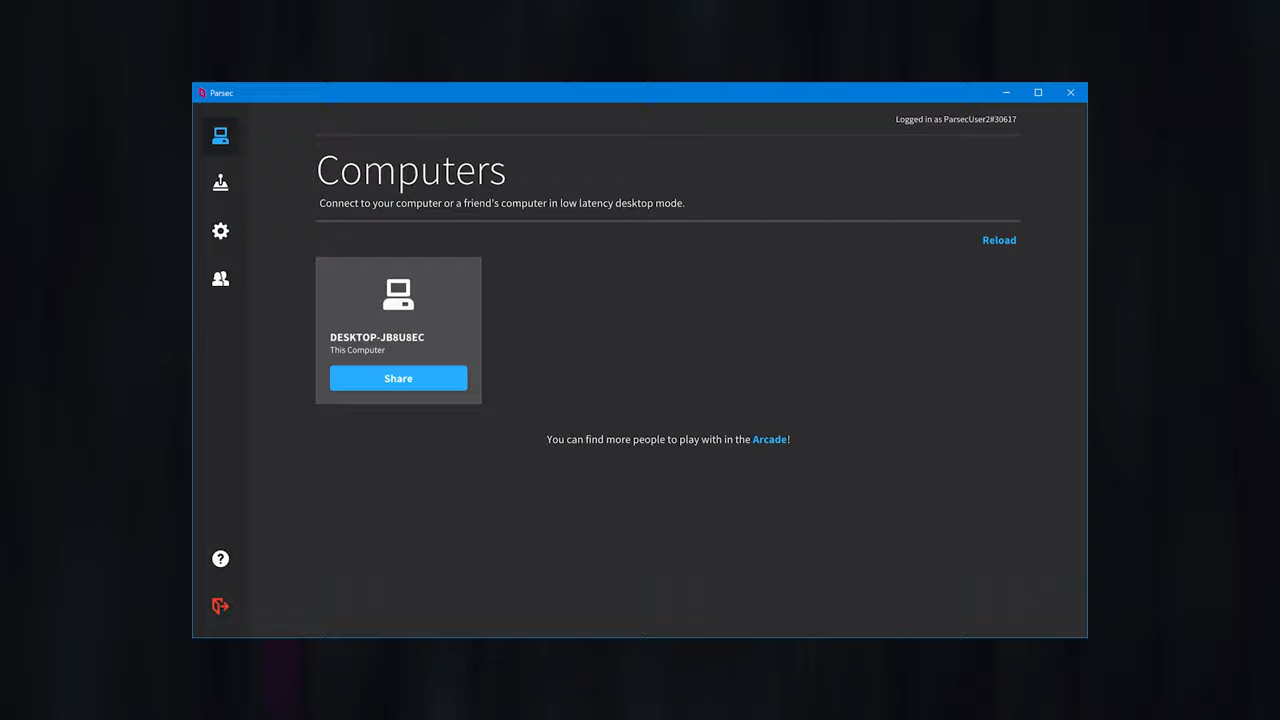 Parsec
Logged in as ParsecUser2#30617
Computers
Connect to your computer or a friend's computer in low latency desktop mode.
Reload
DESKTOP-JB8U8EC
This Computer
Share
You can find more people to play with in the Arcade!
?